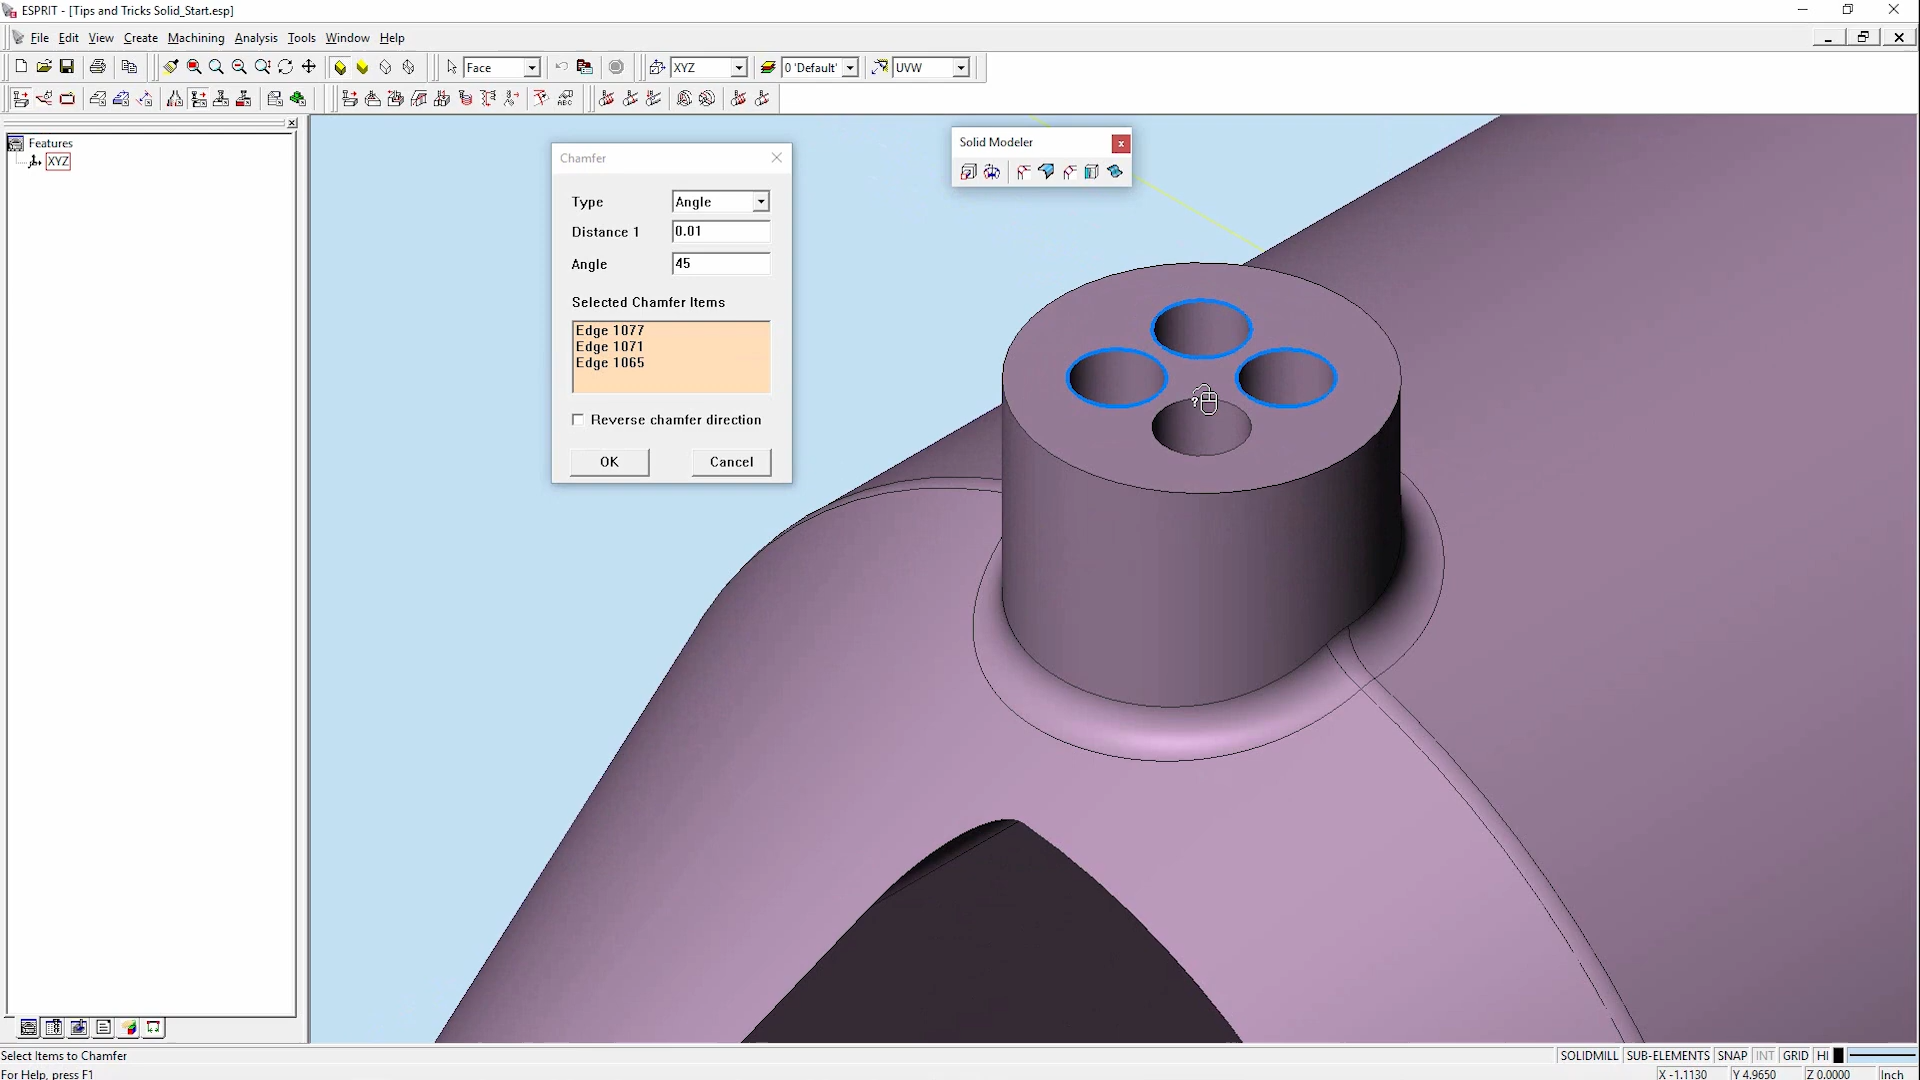 ESPRIT - [Tips and Tricks Solid_Start.esp]
File Edit View Create Machining Analysis Tools Window Help
Face XYZ 0 'Default' UVW
ABC
Features
XYZ
Chamfer
Type Angle
Distance 1 0.01
Angle 45
Selected Chamfer Items
Edge 1077
Edge 1071
Edge 1065
Reverse chamfer direction
OK Cancel
Solid Modeler
?
Select Items to Chamfer
SOLIDMILL SUB-ELEMENTS SNAP INT GRID HI
For Help, press F1
X -1.1130 Y 4.9650 Z 0.0000 Inch